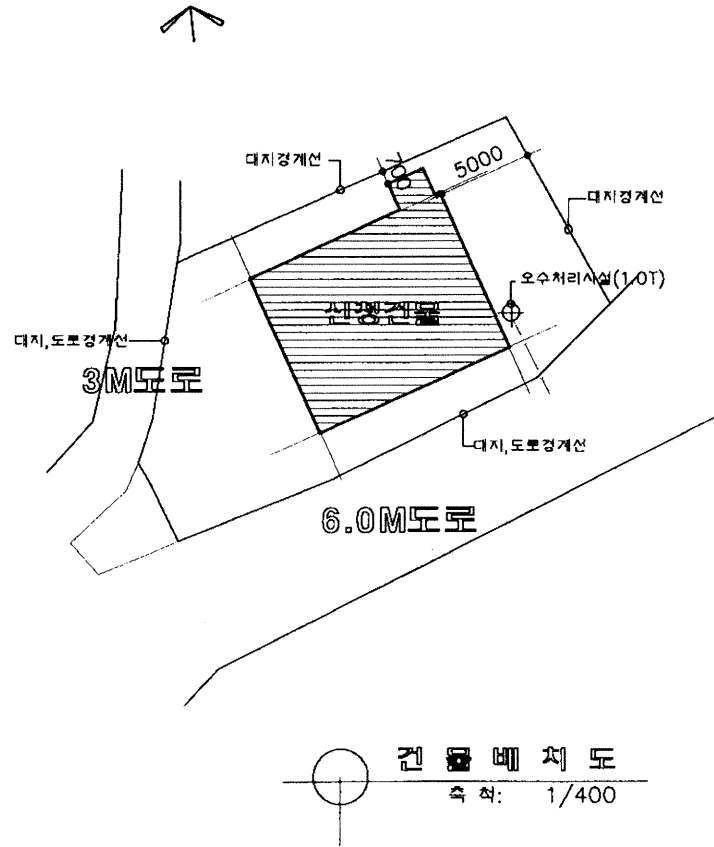 대지경계선
5000
대지경계선
오수처리시설(1.0T)
신청건물
대지,도로경계선
3M도로
대지,도로경계선
6.0M도로
건물배치도
축척: 1/400